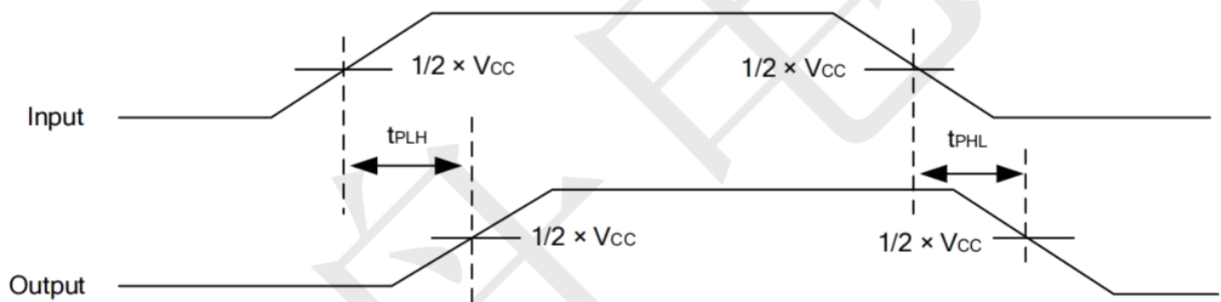 1/2 × VCC 1/2 × VCC
Input
tPLH tPHL
1/2 × VCC 1/2 × VCC
Output